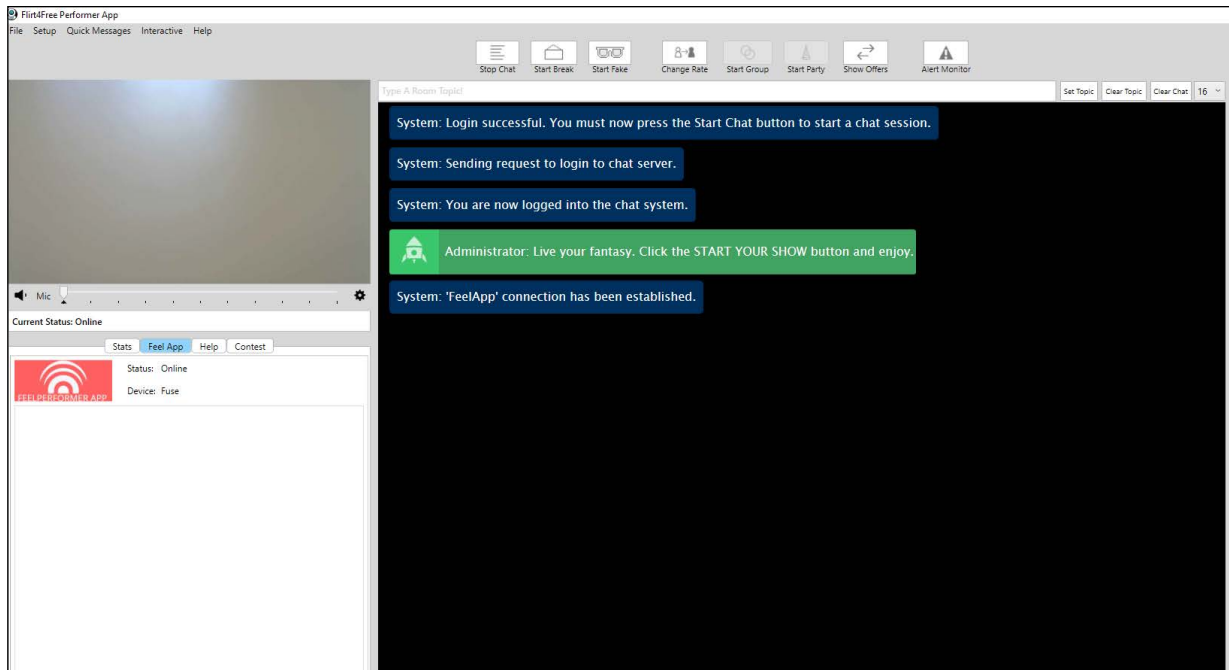 Flirt4Free Performer App
File Setup Quick Messages Interactive Help
Stop Chat Start Break Start Fake Change Rate Start Group Start Party Show Offers Alert Monitor
Type A Room Topic! Set Topic Clear Topic Clear Chat 16
System: Login successful. You must now press the Start Chat button to start a chat session.
System: Sending request to login to chat server.
System: You are now logged into the chat system.
Administrator: Live your fantasy. Click the START YOUR SHOW button and enjoy.
System: 'FeelApp' connection has been established.
Mic
Current Status: Online
Stats Feel App Help Contest
Status: Online
Device: Fuse
FEELPERFORMER APP